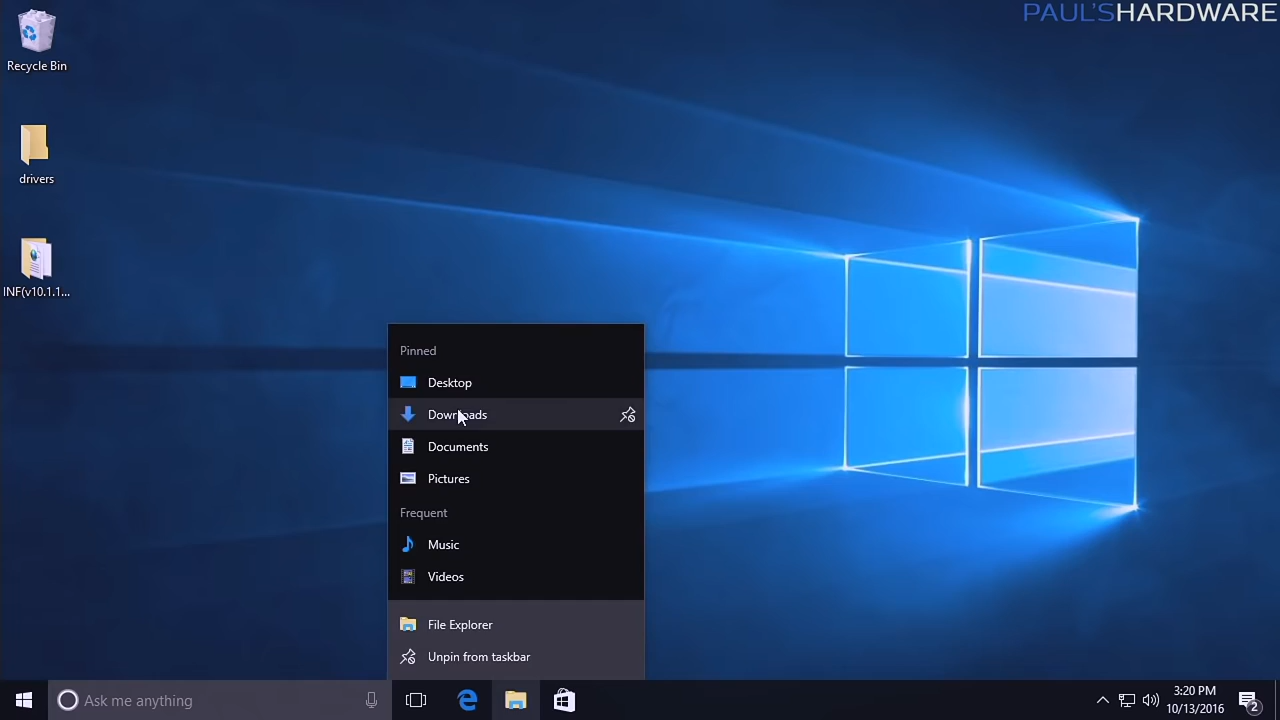 PAUL'SHARDWARE
Recycle Bin
drivers
INF(v10.1.1...
Pinned
Desktop
Downloads
Documents
Pictures
Frequent
Music
Videos
File Explorer
Unpin from taskbar
Ask me anything
3:20 PM
10/13/2016
2